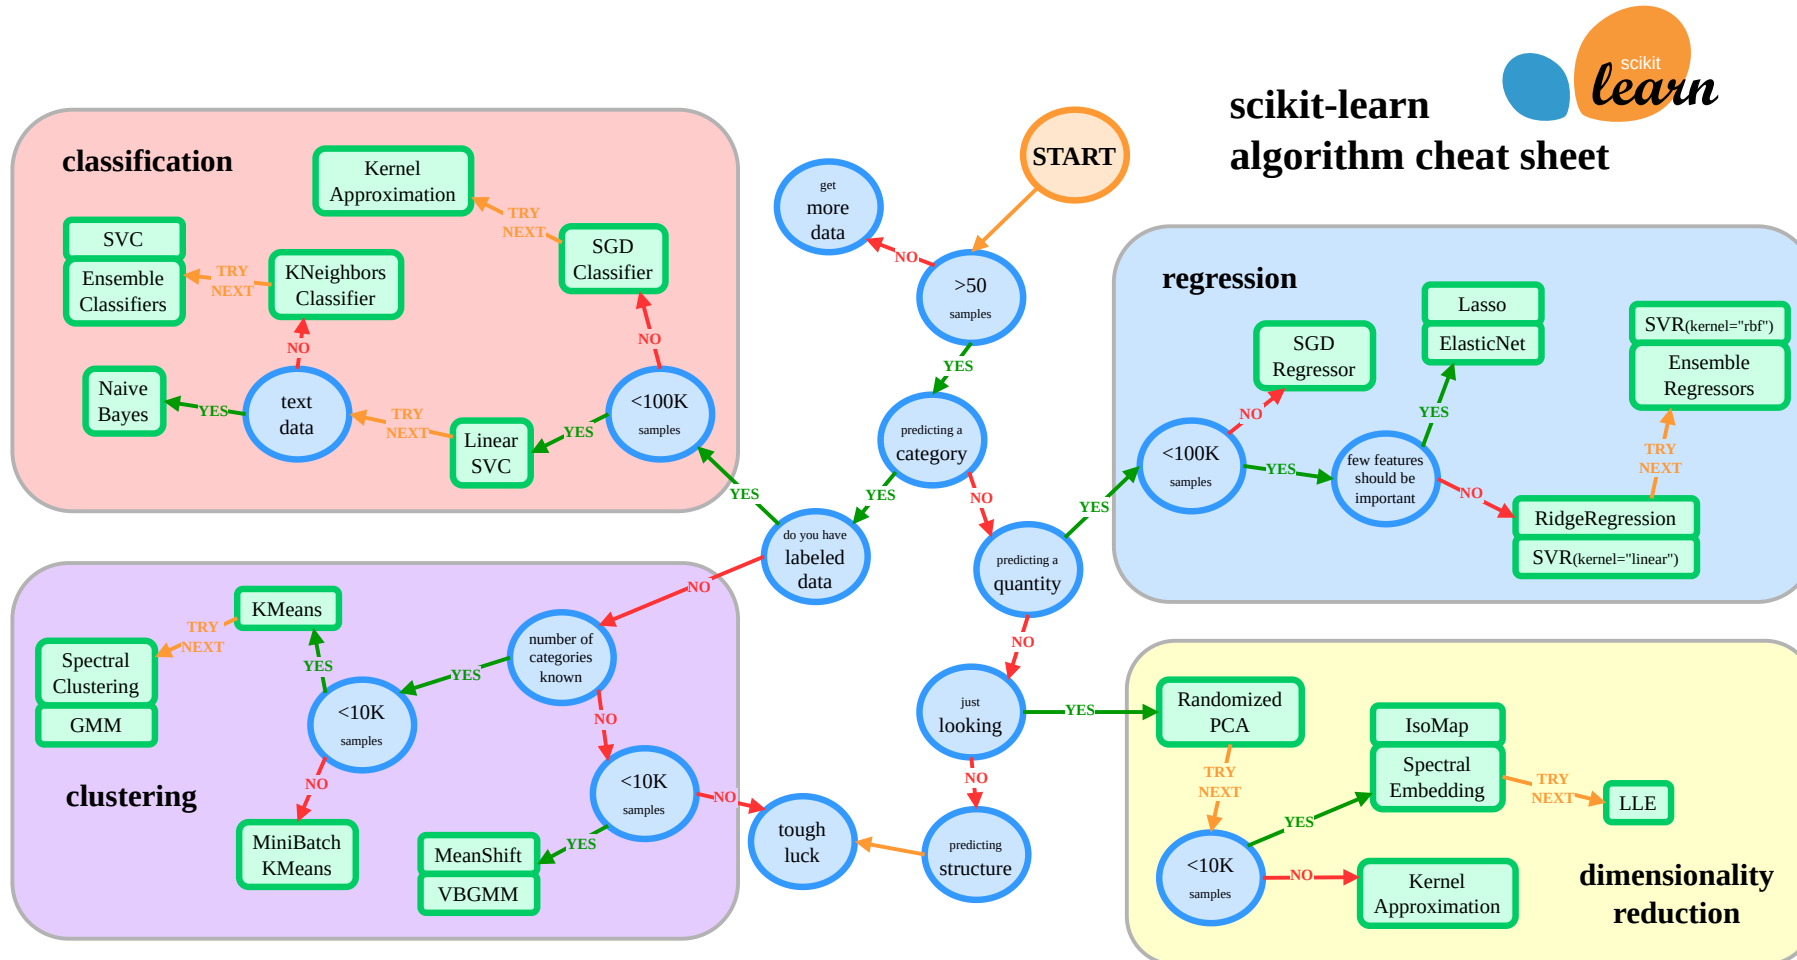 scikit
learn
scikit-learn
algorithm cheat sheet
START
get
more
data
NO
>50
samples
YES
predicting a
category
YES
NO
do you have
labeled
data
YES
NO
predicting a
quantity
YES
NO
just
looking
YES
NO
predicting
structure
tough
luck
classification
Kernel
Approximation
TRY
NEXT
SGD
Classifier
NO
<100K
samples
YES
Linear
SVC
TRY
NEXT
text
data
YES
Naive
Bayes
NO
KNeighbors
Classifier
TRY
NEXT
SVC
Ensemble
Classifiers
clustering
number of
categories
known
YES
NO
<10K
samples
YES
KMeans
TRY
NEXT
Spectral
Clustering
GMM
NO
MiniBatch
KMeans
<10K
samples
YES
MeanShift
VBGMM
NO
regression
<100K
samples
NO
SGD
Regressor
YES
few features
should be
important
YES
Lasso
ElasticNet
NO
RidgeRegression
SVR(kernel="linear")
TRY
NEXT
SVR(kernel="rbf")
Ensemble
Regressors
dimensionality
reduction
Randomized
PCA
TRY
NEXT
<10K
samples
YES
IsoMap
Spectral
Embedding
TRY
NEXT
LLE
NO
Kernel
Approximation